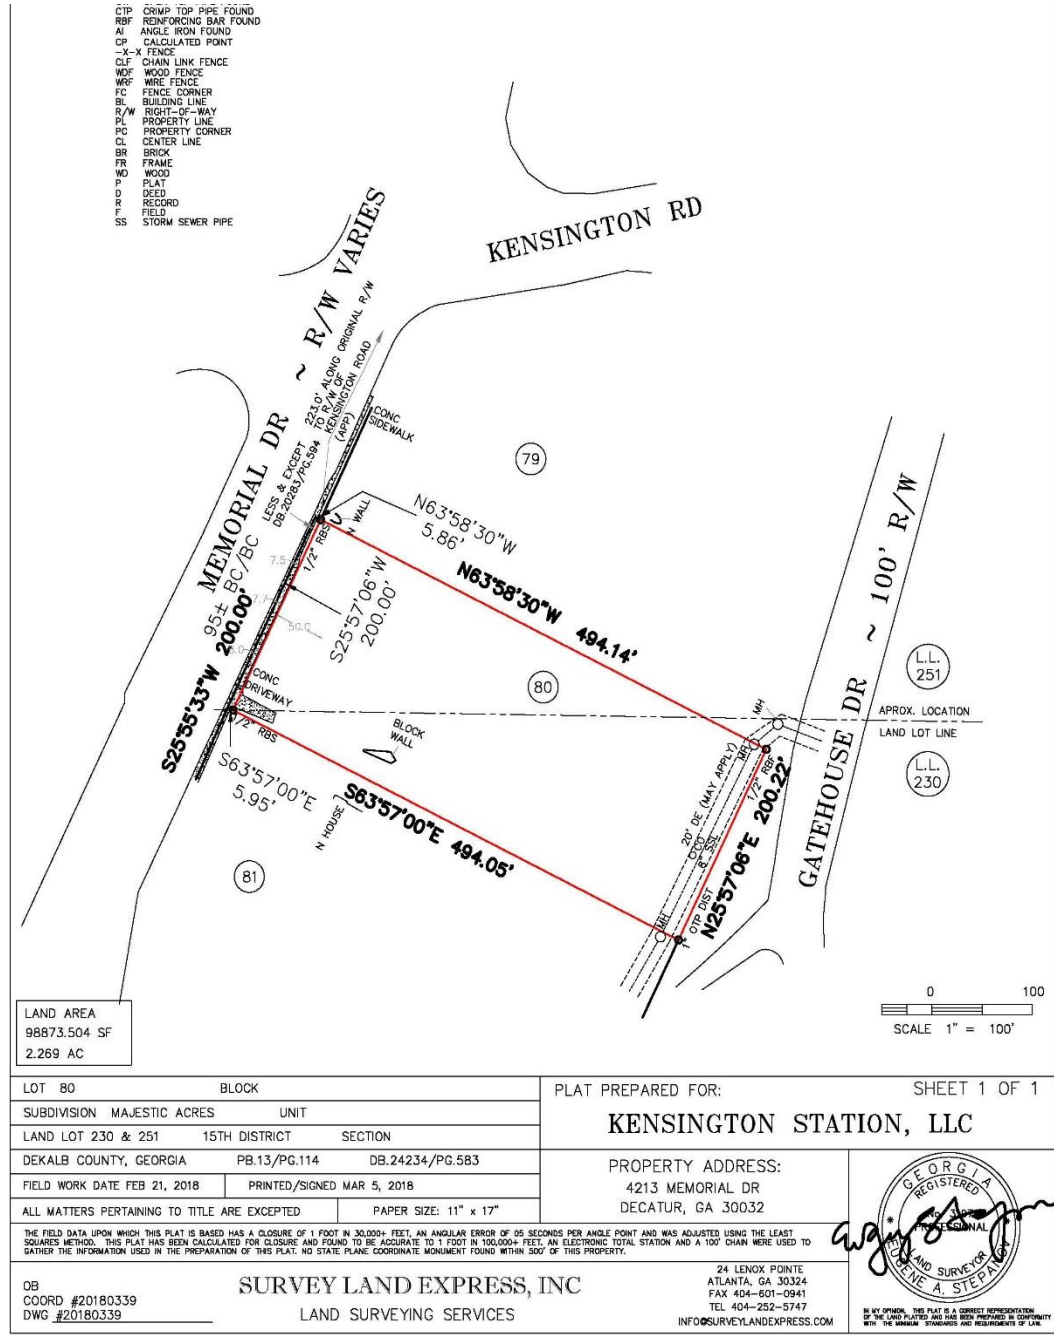 CTP CRIMP TOP PIPE FOUND
RBF REINFORCING BAR FOUND
AI ANGLE IRON FOUND
CP CALCULATED POINT
-X-X FENCE
CLF CHAIN LINK FENCE
WDF WOOD FENCE
WRF WIRE FENCE
FC FENCE CORNER
BL BUILDING LINE
R/W RIGHT-OF-WAY
PL PROPERTY LINE
PC PROPERTY CORNER
CL CENTER LINE
BR BRICK
FR FRAME
WD WOOD
P PLAT
D DEED
R RECORD
F FIELD
SS STORM SEWER PIPE
KENSINGTON RD
MEMORIAL DR ~ R/W VARIES
223.0' ALONG ORIGINAL R/W
TO R/W OF
KENSINGTON ROAD
(APP)
LESS & EXCEPT
DB.20283/PG.594
CONC
SIDEWALK
79
N63°58'30"W
5.86'
N WALL
1/2" RBS
95± BC/BC
S25°55'33"W 200.00'
S25°57'06"W
200.00'
7.5
7.7
50.0
N63°58'30"W 494.14'
80
CONC
DRIVEWAY
1/2" RBS
BLOCK
WALL
S63°57'00"E
5.95'
N HOUSE
S63°57'00"E 494.05'
81
GATEHOUSE DR ~ 100' R/W
L.L.
251
APROX. LOCATION
LAND LOT LINE
L.L.
230
MH
MH
1/2" RBF
20' DE (MAY APPLY)
OCO
8" SSL
N25°57'06"E 200.22'
MH
1" OTP DIST
0 100
SCALE 1" = 100'
LAND AREA
98873.504 SF
2.269 AC
LOT 80 BLOCK
SUBDIVISION MAJESTIC ACRES UNIT
LAND LOT 230 & 251 15TH DISTRICT SECTION
DEKALB COUNTY, GEORGIA PB.13/PG.114 DB.24234/PG.583
FIELD WORK DATE FEB 21, 2018 PRINTED/SIGNED MAR 5, 2018
ALL MATTERS PERTAINING TO TITLE ARE EXCEPTED PAPER SIZE: 11" x 17"
PLAT PREPARED FOR: SHEET 1 OF 1
KENSINGTON STATION, LLC
PROPERTY ADDRESS:
4213 MEMORIAL DR
DECATUR, GA 30032
GEORGIA
REGISTERED
PROFESSIONAL
LAND SURVEYOR
EUGENE A. STEPANOV
THE FIELD DATA UPON WHICH THIS PLAT IS BASED HAS A CLOSURE OF 1 FOOT IN 30,000+ FEET, AN ANGULAR ERROR OF 05 SECONDS PER ANGLE POINT AND WAS ADJUSTED USING THE LEAST
SQUARES METHOD. THIS PLAT HAS BEEN CALCULATED FOR CLOSURE AND FOUND TO BE ACCURATE TO 1 FOOT IN 100,000+ FEET. AN ELECTRONIC TOTAL STATION AND A 100' CHAIN WERE USED TO
GATHER THE INFORMATION USED IN THE PREPARATION OF THIS PLAT. NO STATE PLANE COORDINATE MONUMENT FOUND WITHIN 500' OF THIS PROPERTY.
OB
COORD #20180339
DWG #20180339
SURVEY LAND EXPRESS, INC
LAND SURVEYING SERVICES
24 LENOX POINTE
ATLANTA, GA 30324
FAX 404-601-0941
TEL 404-252-5747
INFO@SURVEYLANDEXPRESS.COM
IN MY OPINION, THIS PLAT IS A CORRECT REPRESENTATION
OF THE LAND PLATTED AND HAS BEEN PREPARED IN CONFORMITY
WITH THE MINIMUM STANDARDS AND REQUIREMENTS OF LAW.